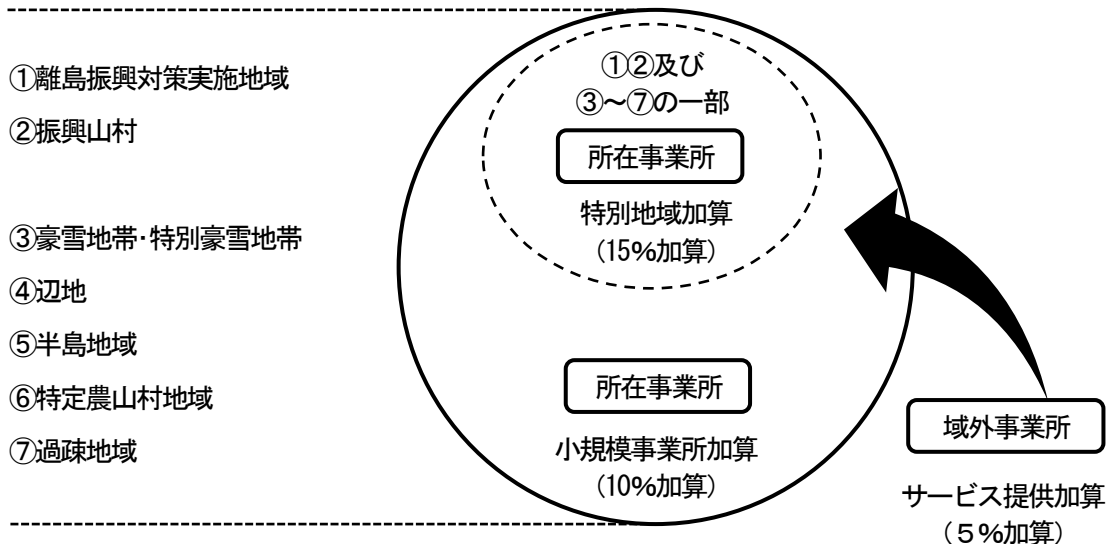 ①離島振興対策実施地域
②振興山村
③豪雪地帯・特別豪雪地帯
④辺地
⑤半島地域
⑥特定農山村地域
⑦過疎地域
①②及び
③～⑦の一部
所在事業所
特別地域加算
(15%加算)
所在事業所
小規模事業所加算
(10%加算)
域外事業所
サービス提供加算
(５%加算)